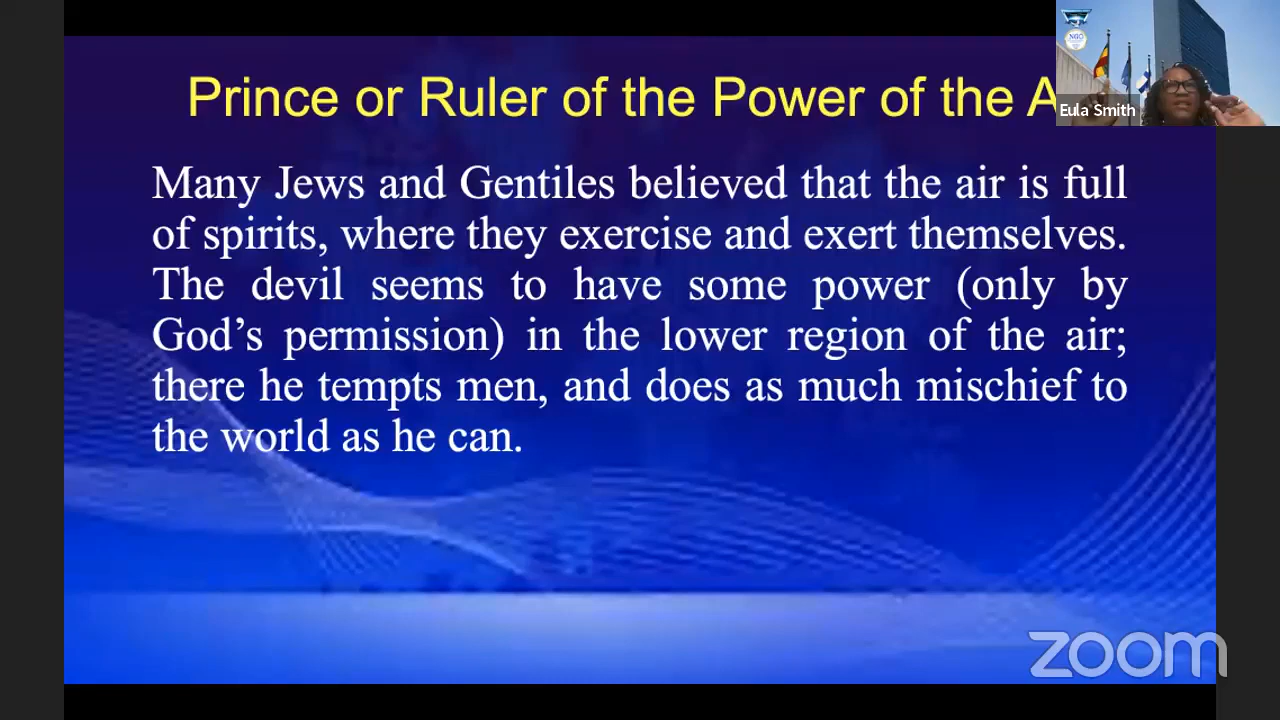 Prince or Ruler of the Power of the A
NGO
Eula Smith
Many Jews and Gentiles believed that the air is full
of spirits, where they exercise and exert themselves.
The devil seems to have some power (only by
God’s permission) in the lower region of the air;
there he tempts men, and does as much mischief to
the world as he can.
zoom